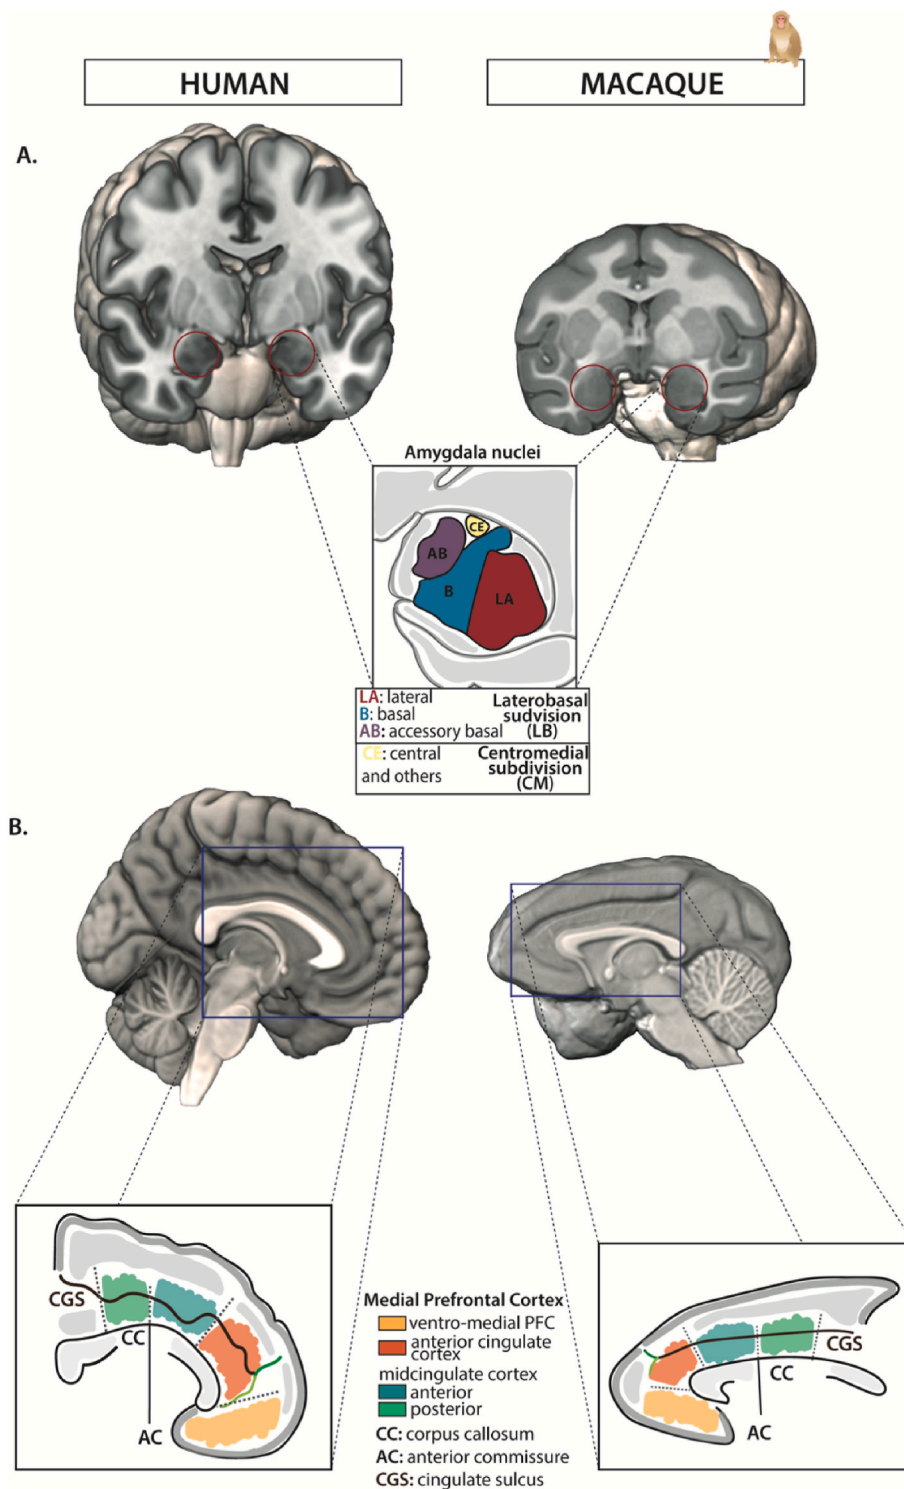 HUMAN
MACAQUE
A.
Amygdala nuclei
CE
AB
B
LA
LA: lateral
B: basal
AB: accessory basal
Laterobasal
sudvision
(LB)
CE: central
and others
Centromedial
subdivision
(CM)
B.
CGS
CC
AC
Medial Prefrontal Cortex
ventro-medial PFC
anterior cingulate
cortex
midcingulate cortex
anterior
posterior
CC: corpus callosum
AC: anterior commissure
CGS: cingulate sulcus
CGS
CC
AC